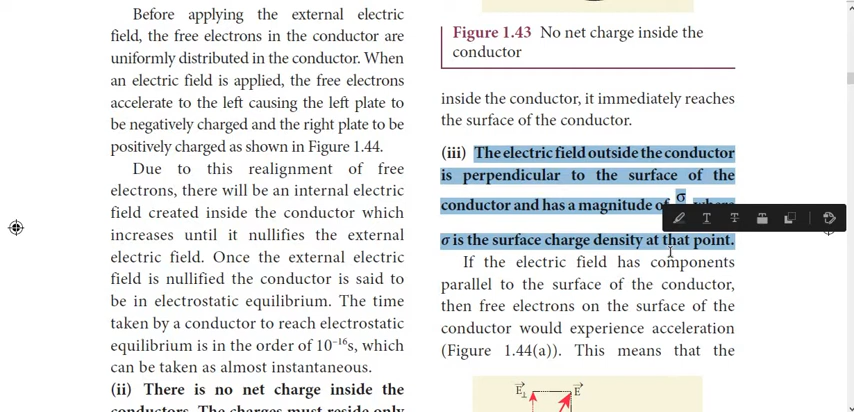 Before applying the external electric
field, the free electrons in the conductor are
uniformly distributed in the conductor. When
an electric field is applied, the free electrons
accelerate to the left causing the left plate to
be negatively charged and the right plate to be
positively charged as shown in Figure 1.44.
Due to this realignment of free
electrons, there will be an internal electric
field created inside the conductor which
increases until it nullifies the external
electric field. Once the external electric
field is nullified the conductor is said to
be in electrostatic equilibrium. The time
taken by a conductor to reach electrostatic
equilibrium is in the order of 10⁻¹⁶s, which
can be taken as almost instantaneous.
(ii) There is no net charge inside the
conductors. The charges must reside only
Figure 1.43 No net charge inside the
conductor
inside the conductor, it immediately reaches
the surface of the conductor.
(iii) The electric field outside the conductor
is perpendicular to the surface of the
conductor and has a magnitude of σ where
σ is the surface charge density at that point.
If the electric field has components
parallel to the surface of the conductor,
then free electrons on the surface of the
conductor would experience acceleration
(Figure 1.44(a)). This means that the
E⃗⊥ E⃗